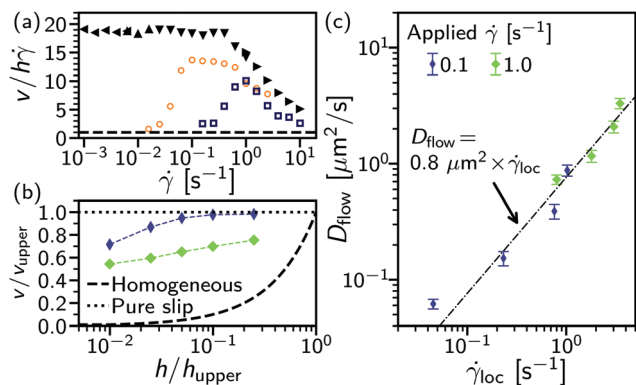 (a)
v/hγ̇
20
15
10
5
0
10⁻³ 10⁻² 10⁻¹ 10⁰ 10¹
γ̇ [s⁻¹]
(b)
v/v_upper
1.0
0.8
0.6
0.4
0.2
0.0
Homogeneous
Pure slip
10⁻² 10⁻¹ 10⁰
h/h_upper
(c)
D_flow [μm²/s]
10¹
10⁰
10⁻¹
Applied γ̇ [s⁻¹]
0.1 1.0
D_flow=
0.8 μm²×γ̇_loc
10⁻¹ 10⁰
γ̇_loc [s⁻¹]